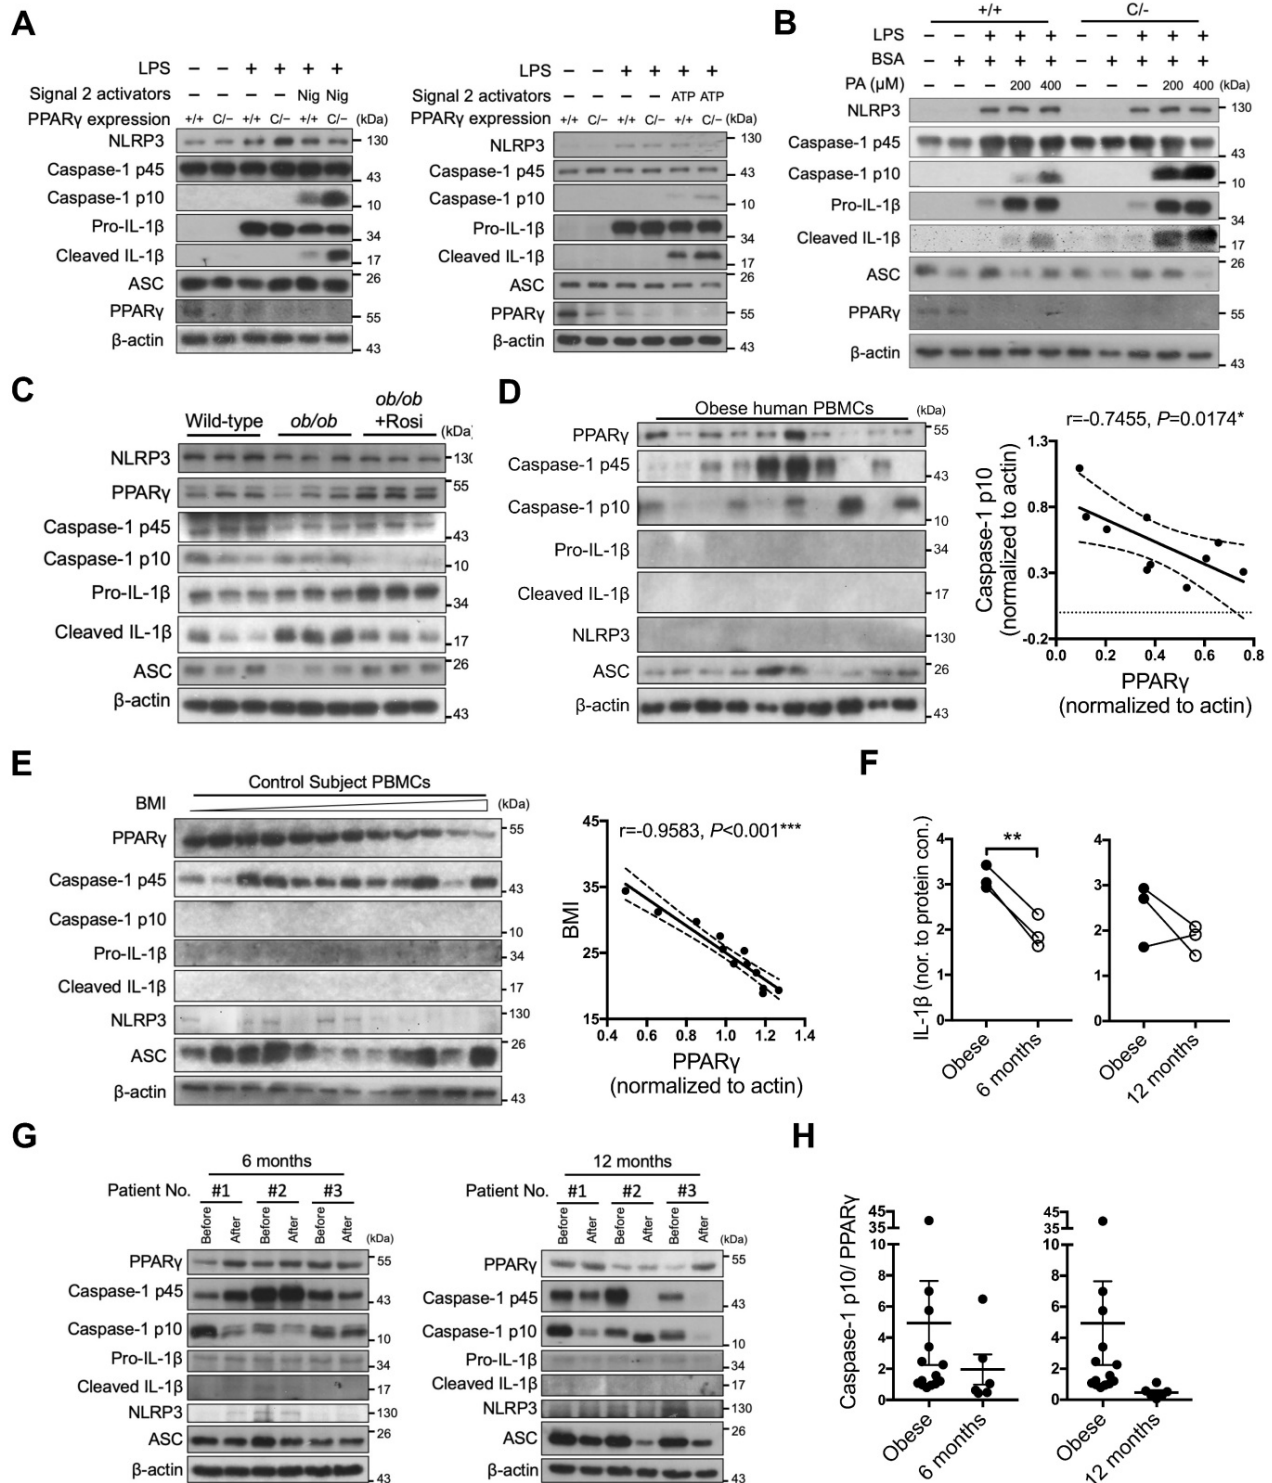 A
LPS − − + + + +
Signal 2 activators Nig Nig
PPARγ expression +/+ C/− +/+ C/− +/+ C/− (kDa)
NLRP3 130
Caspase-1 p45 43
Caspase-1 p10 10
Pro-IL-1β 34
Cleaved IL-1β 17
ASC 26
PPARγ 55
β-actin 43
LPS − − + + + +
Signal 2 activators ATP ATP
PPARγ expression +/+ C/− +/+ C/− +/+ C/− (kDa)
NLRP3 130
Caspase-1 p45 43
Caspase-1 p10 10
Pro-IL-1β 34
Cleaved IL-1β 17
ASC 26
PPARγ 55
β-actin 43
B
+/+ C/-
LPS − − + + + − − + + +
BSA − + + + + − + + + +
PA (µM) 200 400 200 400 (kDa)
NLRP3 130
Caspase-1 p45 43
Caspase-1 p10 10
Pro-IL-1β 34
Cleaved IL-1β 17
ASC 26
PPARγ 55
β-actin 43
C
Wild-type ob/ob ob/ob
+Rosi
(kDa
NLRP3 130
PPARγ 55
Caspase-1 p45 43
Caspase-1 p10 10
Pro-IL-1β 34
Cleaved IL-1β 17
ASC 26
β-actin 43
D
Obese human PBMCs (kDa)
PPARγ 55
Caspase-1 p45 43
Caspase-1 p10 10
Pro-IL-1β 34
Cleaved IL-1β 17
NLRP3 130
ASC 26
β-actin 43
r=-0.7455, P=0.0174*
Caspase-1 p10
(normalized to actin)
1.3
0.8
0.3
-0.2
0.0 0.2 0.4 0.6 0.8
PPARγ
(normalized to actin)
E
Control Subject PBMCs
BMI (kDa)
PPARγ 55
Caspase-1 p45 43
Caspase-1 p10 10
Pro-IL-1β 34
Cleaved IL-1β 17
NLRP3 130
ASC 26
β-actin 43
r=-0.9583, P<0.001***
BMI
45
35
25
15
0.4 0.6 0.8 1.0 1.2 1.4
PPARγ
(normalized to actin)
F
IL-1β (nor. to protein con.)
**
4
3
2
1
0
Obese 6 months
4
3
2
1
0
Obese 12 months
G
6 months
Patient No. #1 #2 #3
Before After Before After Before After (kDa)
PPARγ 55
Caspase-1 p45 43
Caspase-1 p10 10
Pro-IL-1β 34
Cleaved IL-1β 17
NLRP3 130
ASC 26
β-actin 43
12 months
Patient No. #1 #2 #3
Before After Before After Before After (kDa)
PPARγ 55
Caspase-1 p45 43
Caspase-1 p10 10
Pro-IL-1β 34
Cleaved IL-1β 17
NLRP3 130
ASC 26
β-actin 43
H
Caspase-1 p10/ PPARγ
45
35
10
8
6
4
2
0
Obese 6 months
45
35
10
8
6
4
2
0
Obese 12 months